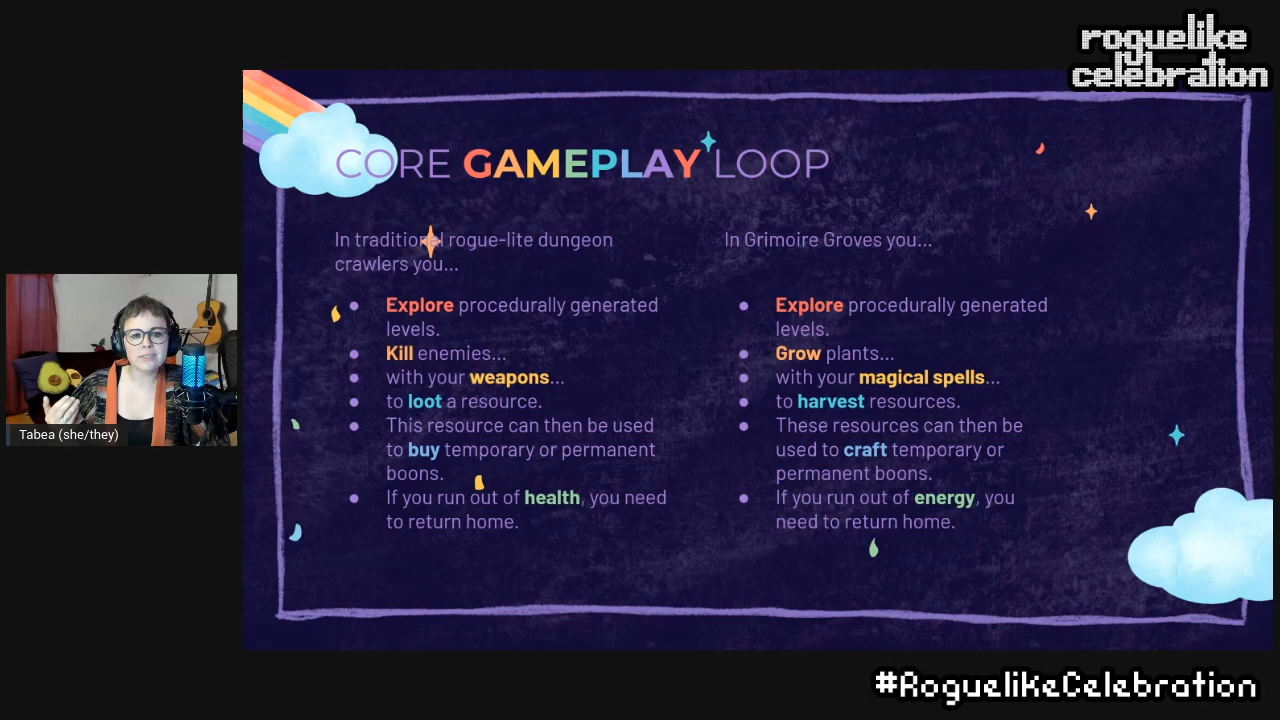 roguelike
celebration
CORE GAMEPLAY LOOP
In traditional rogue-lite dungeon
crawlers you...
● Explore procedurally generated
levels.
● Kill enemies...
● with your weapons...
● to loot a resource.
● This resource can then be used
to buy temporary or permanent
boons.
● If you run out of health, you need
to return home.
In Grimoire Groves you...
● Explore procedurally generated
levels.
● Grow plants...
● with your magical spells...
● to harvest resources.
● These resources can then be
used to craft temporary or
permanent boons.
● If you run out of energy, you
need to return home.
Tabea (she/they)
#RoguelikeCelebration